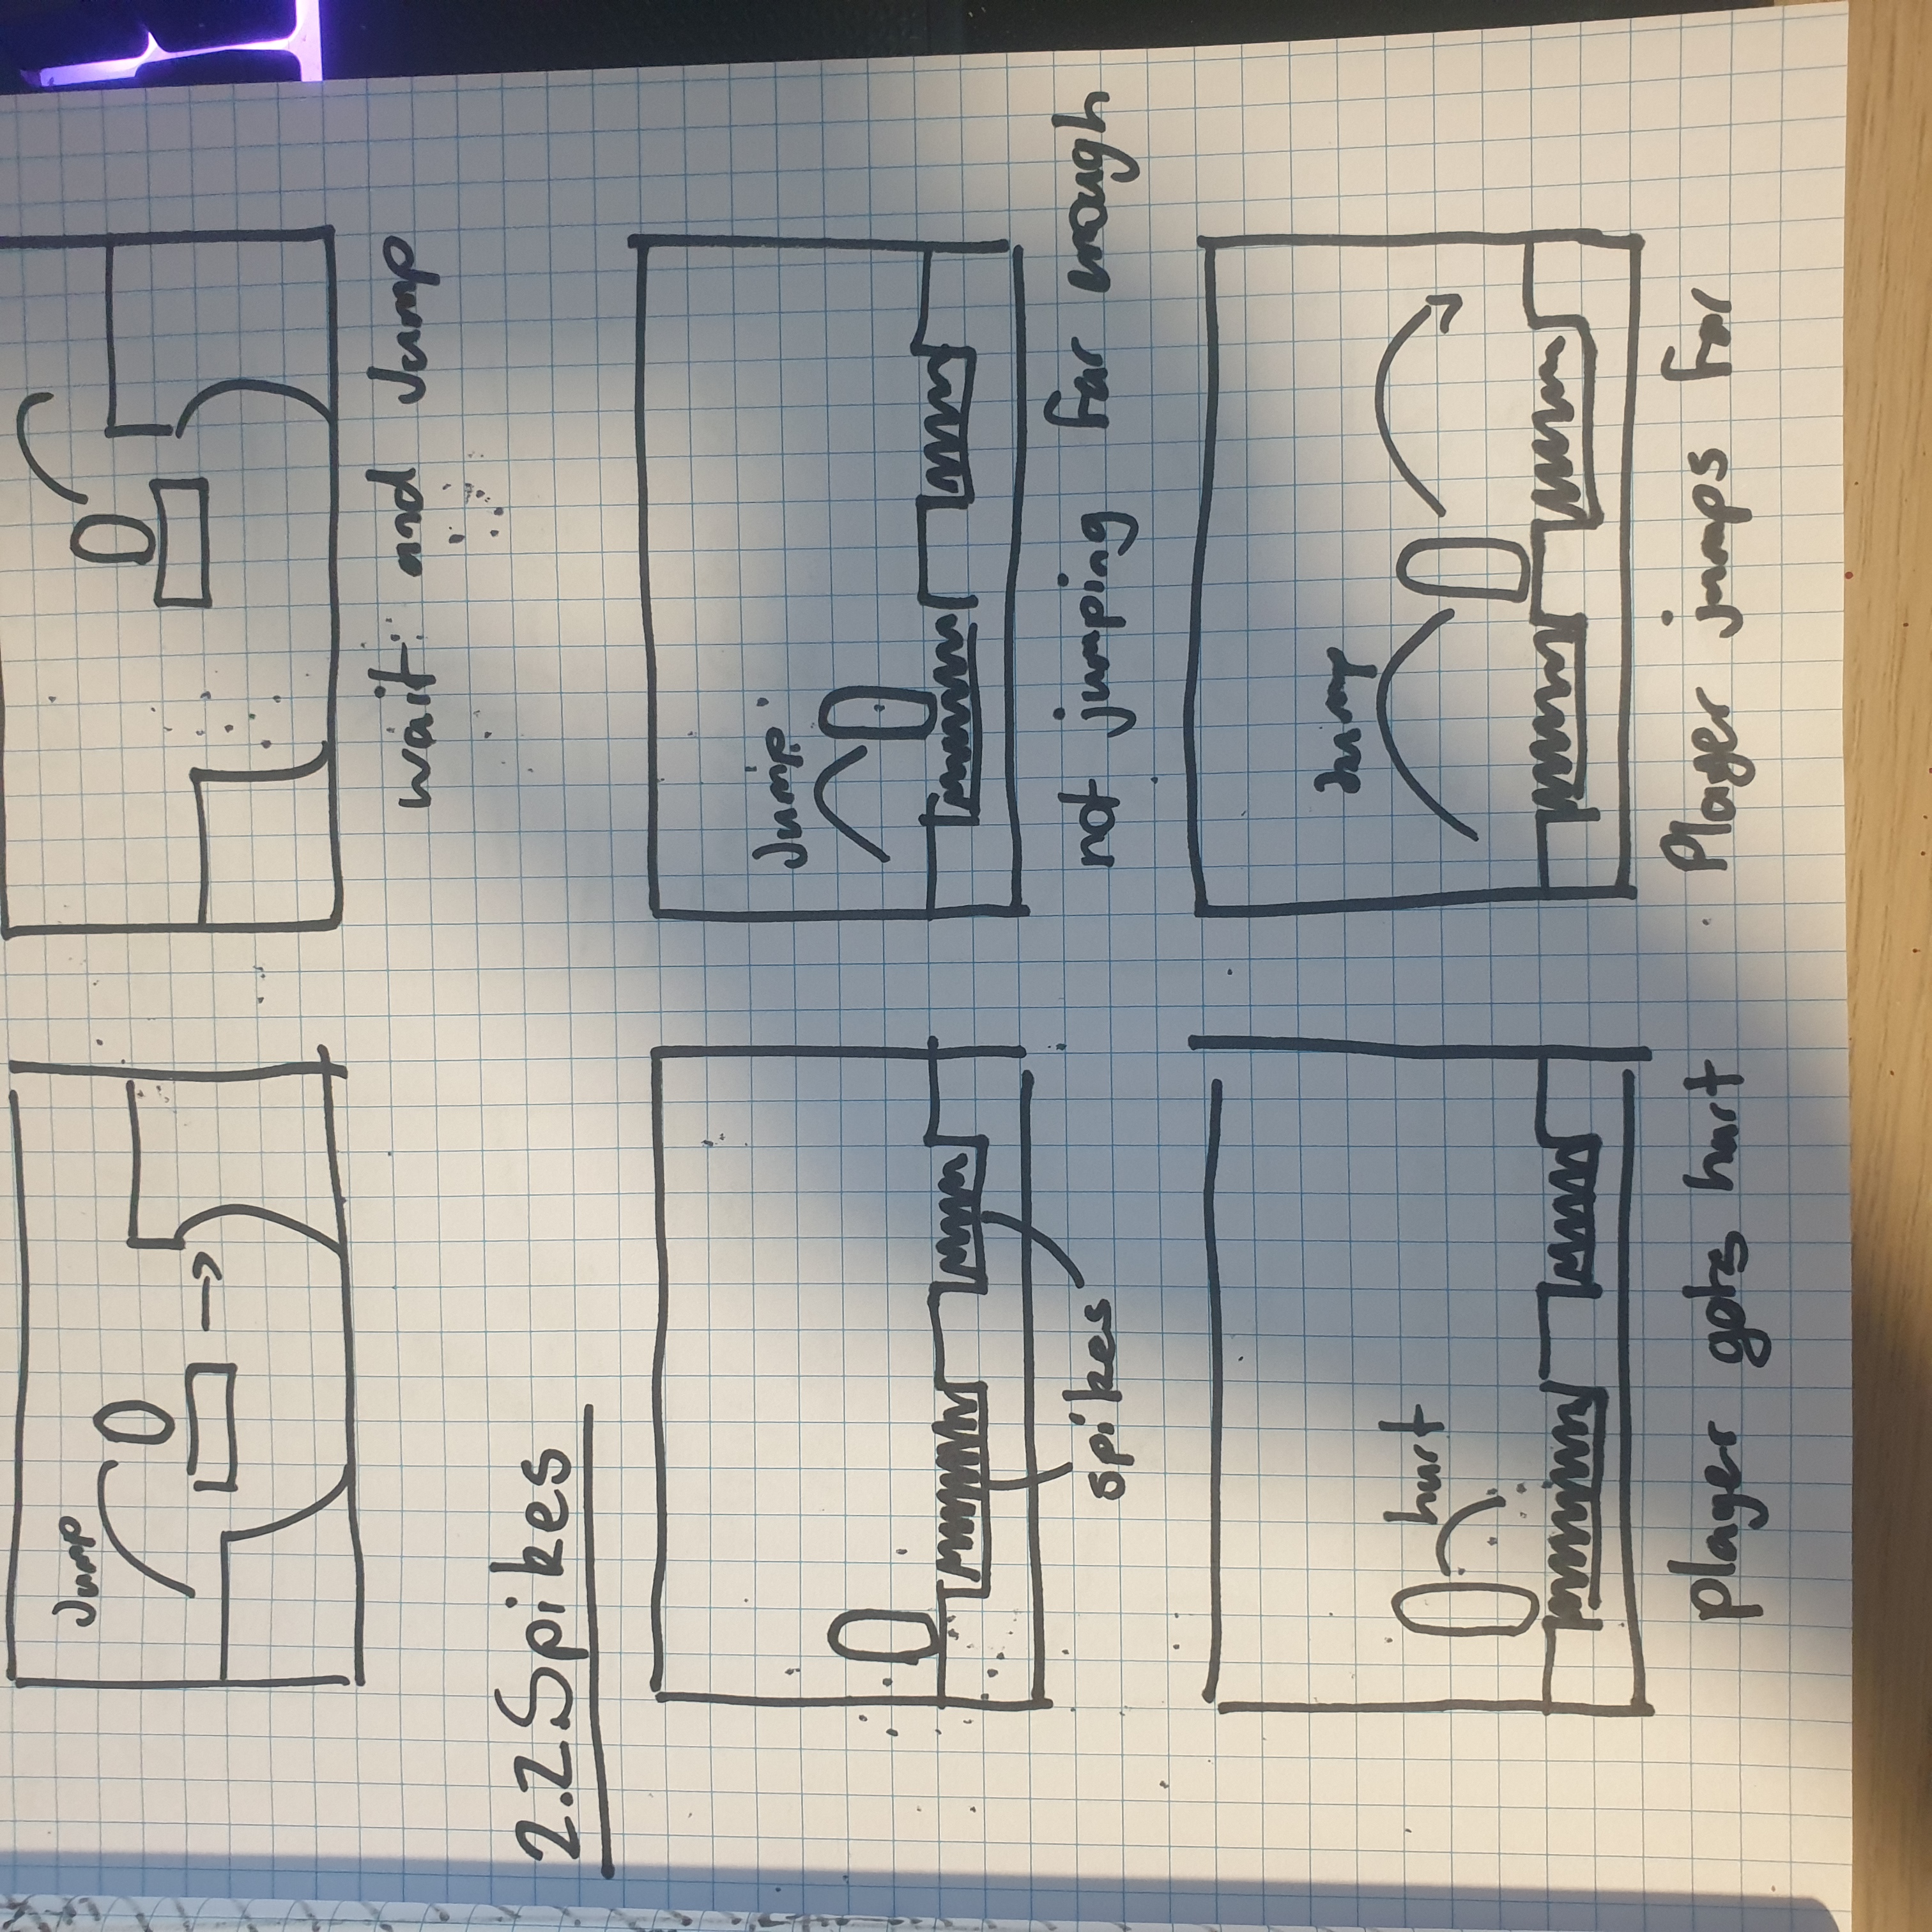 Jump
wait and Jump
2.2 Spikes
Jump
spikes
not jumping far enough
hurt
Jump
player gets hurt
Player jumps far